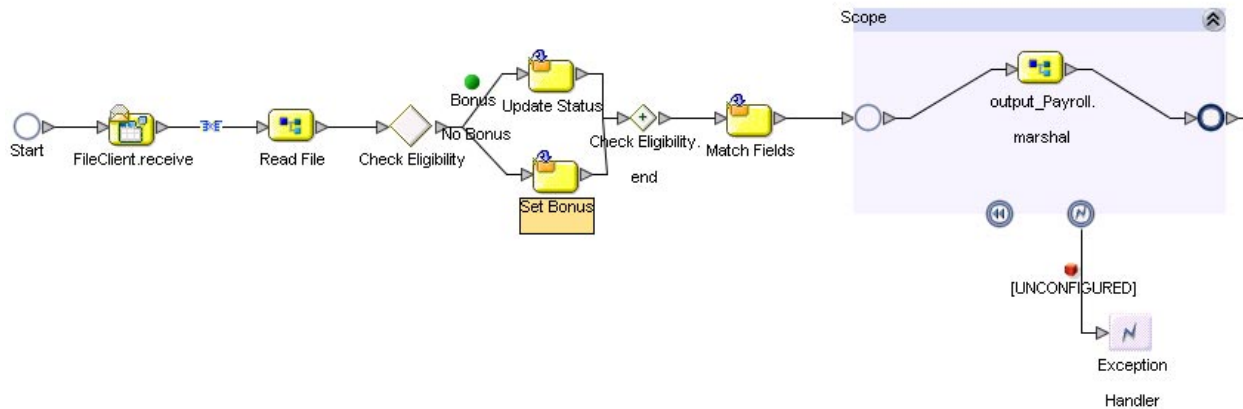 Scope
Start
FileClient.receive
Read File
Check Eligibility
Bonus
No Bonus
Update Status
Set Bonus
Check Eligibility.
end
Match Fields
output_Payroll.
marshal
[UNCONFIGURED]
Exception
Handler